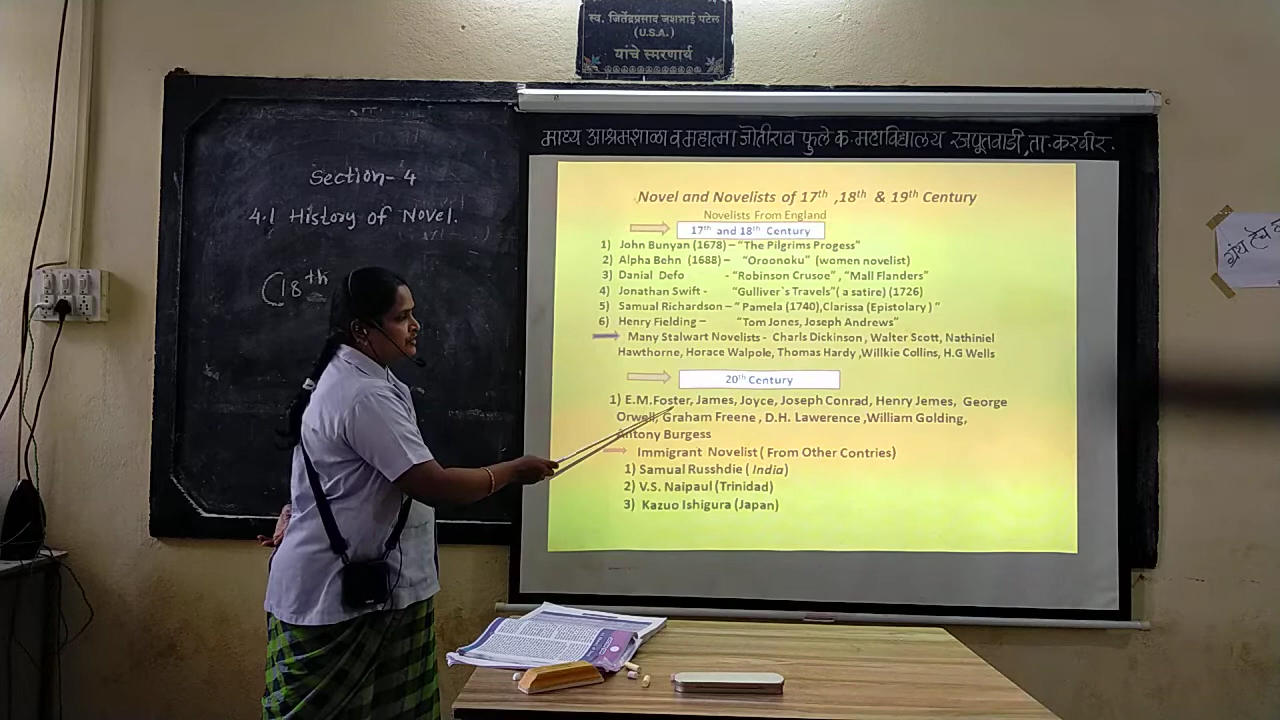 स्व. जितेंद्रप्रसाद जशभाई पटेल
(U.S.A.)
यांचे स्मरणार्थ
माध्य आश्रमशाळा व महात्मा जोतीराव फुले क. महाविद्यालय रजपूतवाडी, ता. करवीर.
Section-4
4.1 History of Novel.
(18th
Novel and Novelists of 17th ,18th & 19th Century
Novelists From England
17th and 18th Century
1) John Bunyan (1678) – “The Pilgrims Progess”
2) Alpha Behn (1688) – “Oroonoku” (women novelist)
3) Danial Defo - “Robinson Crusoe” , “Mall Flanders”
4) Jonathan Swift - “Gulliver`s Travels”( a satire) (1726)
5) Samual Richardson – “ Pamela (1740),Clarissa (Epistolary ) ”
6) Henry Fielding – “Tom Jones, Joseph Andrews”
Many Stalwart Novelists - Charls Dickinson , Walter Scott, Nathiniel
Hawthorne, Horace Walpole, Thomas Hardy ,Willkie Collins, H.G Wells
20th Century
1) E.M.Foster, James, Joyce, Joseph Conrad, Henry Jemes, George
Orwell, Graham Freene , D.H. Lawerence ,William Golding,
Antony Burgess
Immigrant Novelist ( From Other Contries)
1) Samual Russhdie ( India)
2) V.S. Naipaul (Trinidad)
3) Kazuo Ishigura (Japan)